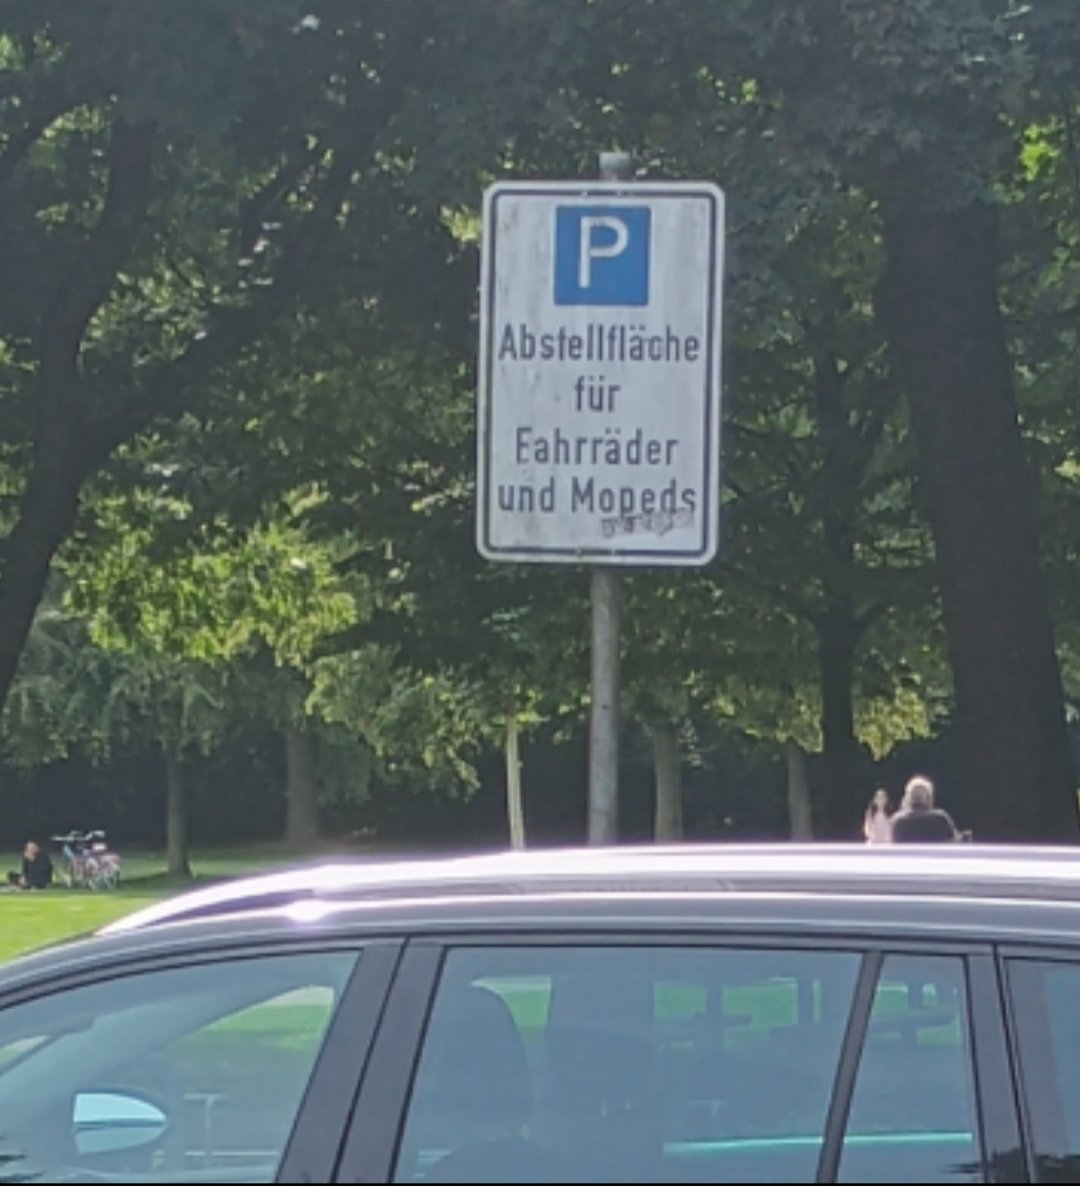 P
Abstellfläche
für
Fahrräder
und Mopeds